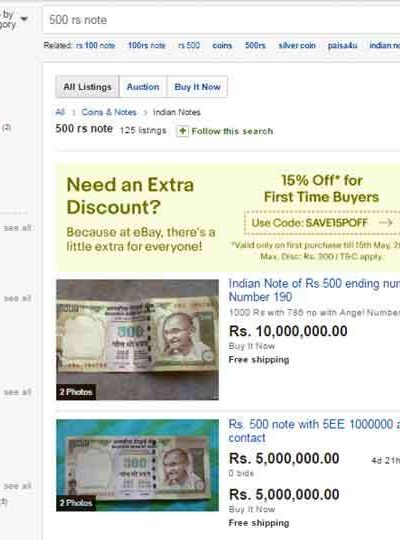 by
gory
500 rs note
Related: rs 100 note 100rs note rs 500 coins 500rs silver coin paisa4u indian no
All Listings Auction Buy It Now
All > Coins & Notes > Indian Notes
(2)
500 rs note 125 listings + Follow this search
Need an Extra
Discount?
Because at eBay, there's a
little extra for everyone!
15% Off* for
First Time Buyers
Use Code: SAVE15POFF →
*Valid only on first purchase till 15th May,
Max. Disc: Rs. 300 | T&C apply.
see all
see all
see all
see all
Indian Note of Rs 500 ending num
Number 190
1000 Rs with 786 no with Angel Number
Rs. 10,000,000.00
Buy It Now
Free shipping
500
2 Photos
Rs. 500 note with 5EE 1000000 a
contact
Rs. 5,000,000.00 4d 21h
0 bids
Rs. 5,000,000.00
Buy It Now
Free shipping
500
2 Photos